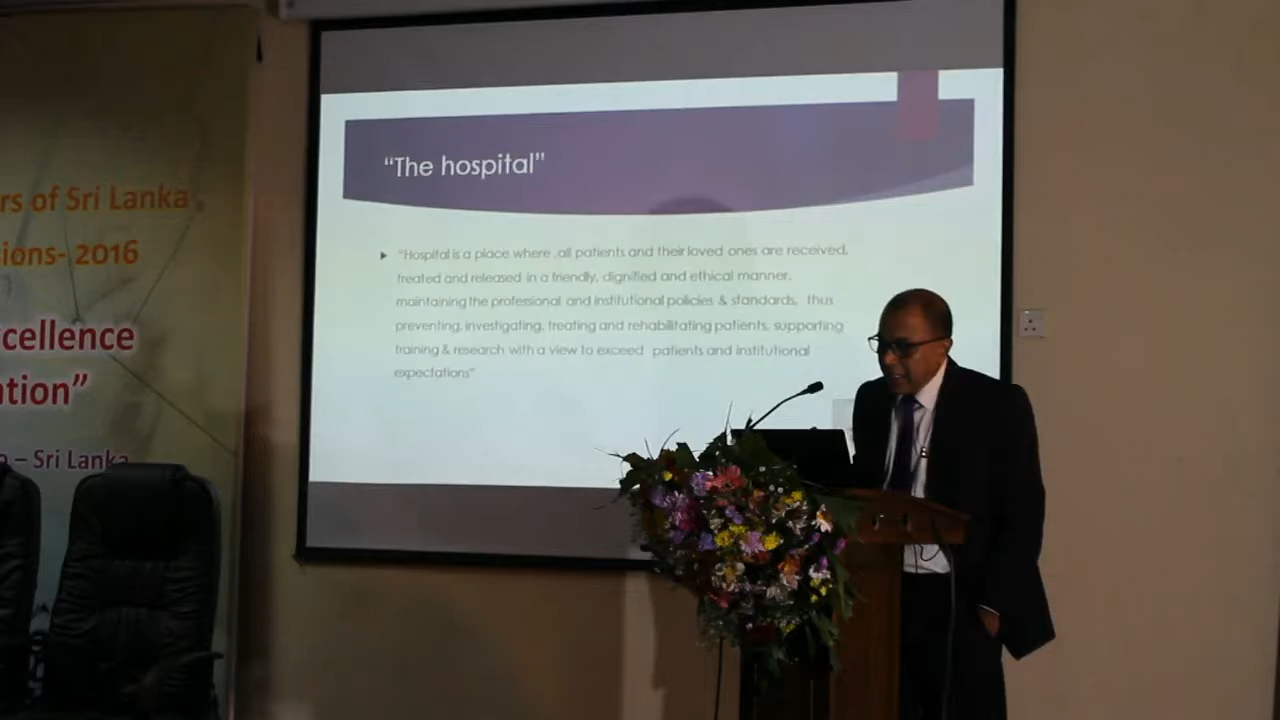 rs of Sri Lanka
sions- 2016
cellence
ation”
– Sri Lanka
“The hospital”
“Hospital is a place where ,all patients and their loved ones are received,
treated and released in a friendly, dignified and ethical manner,
maintaining the professional and institutional policies & standards, thus
preventing, investigating, treating and rehabilitating patients, supporting
training & research with a view to exceed patients and institutional
expectations”